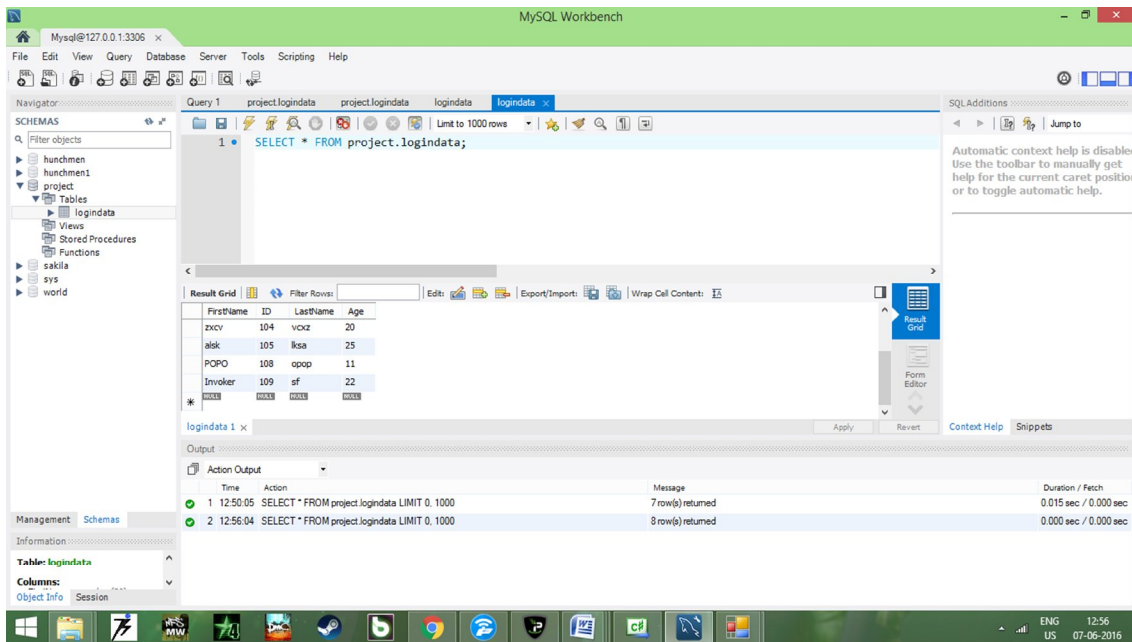 MySQL Workbench
Mysql@127.0.0.1:3306 ×
File Edit View Query Database Server Tools Scripting Help
Navigator
SCHEMAS
Filter objects
hunchmen
hunchmen1
project
Tables
logindata
Views
Stored Procedures
Functions
sakila
sys
world
Management Schemas
Information
Table: logindata
Columns:
Object Info Session
Query 1 project.logindata project.logindata logindata logindata ×
Limit to 1000 rows
1 SELECT * FROM project.logindata;
Result Grid Filter Rows: Edit: Export/Import: Wrap Cell Content:
FirstName ID LastName Age
zxcv 104 vcxz 20
alsk 105 lksa 25
POPO 108 opop 11
Invoker 109 sf 22
NULL NULL NULL NULL
Result Grid
Form Editor
logindata 1 × Apply Revert
SQLAdditions
Jump to
Automatic context help is disabled
Use the toolbar to manually get
help for the current caret position
or to toggle automatic help.
Context Help Snippets
Output
Action Output
Time Action Message Duration / Fetch
1 12:50:05 SELECT * FROM project.logindata LIMIT 0, 1000 7 row(s) returned 0.015 sec / 0.000 sec
2 12:56:04 SELECT * FROM project.logindata LIMIT 0, 1000 8 row(s) returned 0.000 sec / 0.000 sec
NFS
MW
C#
ENG 12:56
US 07-06-2016